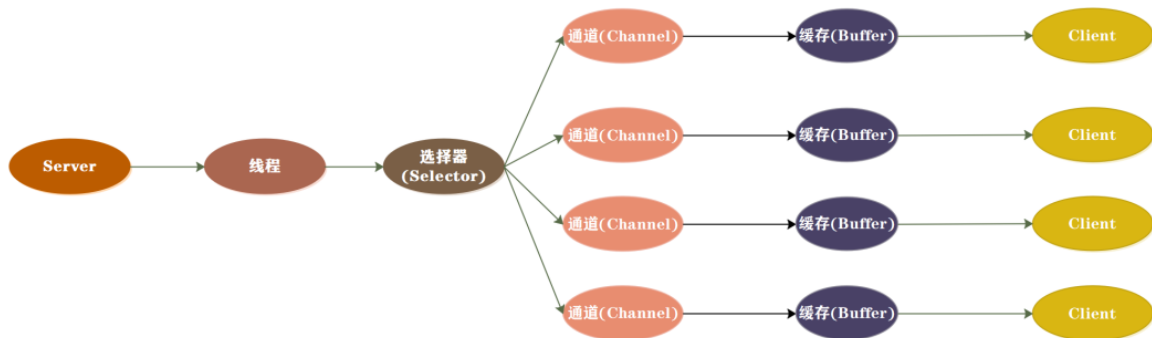 通道(Channel)
缓存(Buffer)
Client
通道(Channel)
缓存(Buffer)
Client
Server
线程
选择器
(Selector)
通道(Channel)
缓存(Buffer)
Client
通道(Channel)
缓存(Buffer)
Client